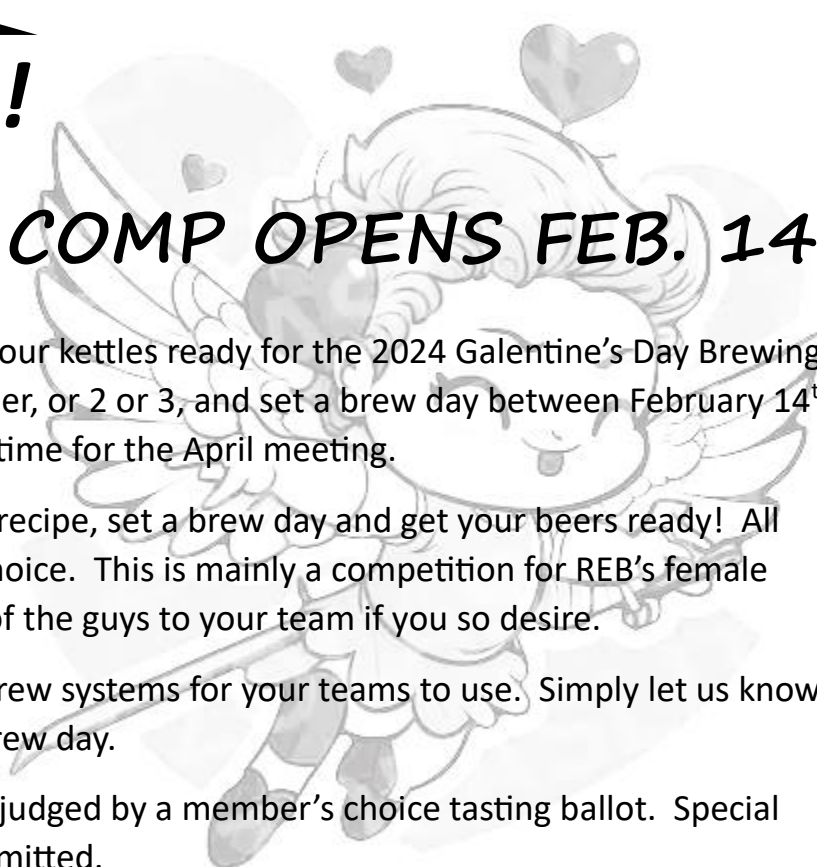 !
COMP OPENS FEB. 14
our kettles ready for the 2024 Galentine’s Day Brewing
er, or 2 or 3, and set a brew day between February 14ᵗ
time for the April meeting.
recipe, set a brew day and get your beers ready!  All
hoice.  This is mainly a competition for REB’s female
of the guys to your team if you so desire.
rew systems for your teams to use.  Simply let us know
rew day.
judged by a member’s choice tasting ballot.  Special
mitted.